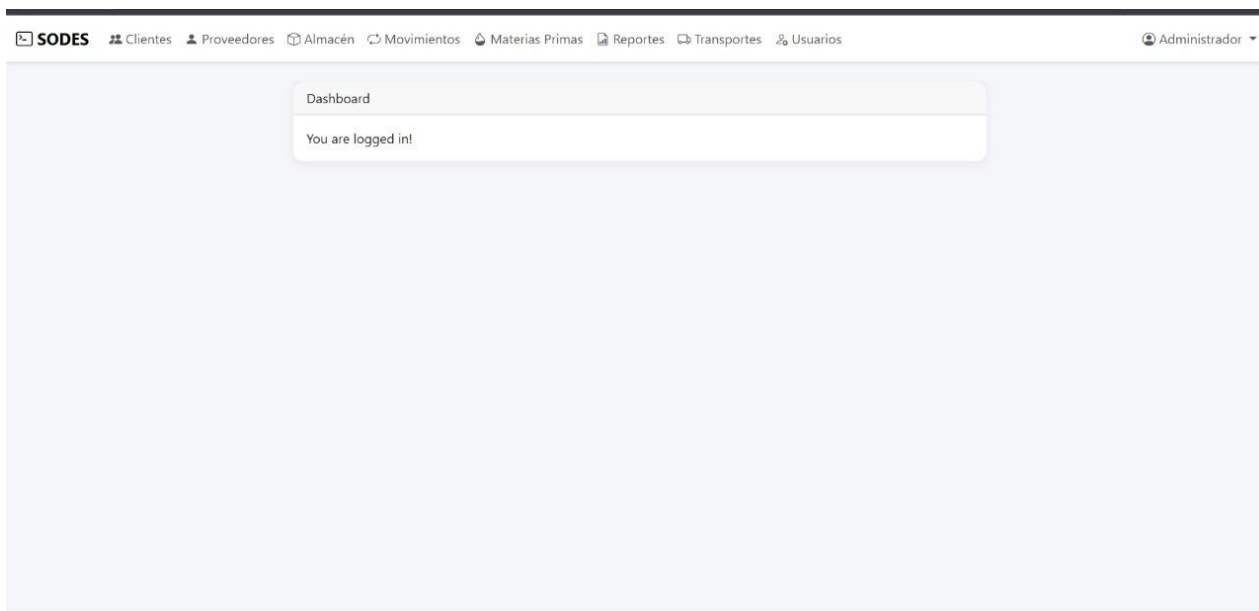 SODES Clientes Proveedores Almacén Movimientos Materias Primas Reportes Transportes Usuarios Administrador
Dashboard
You are logged in!